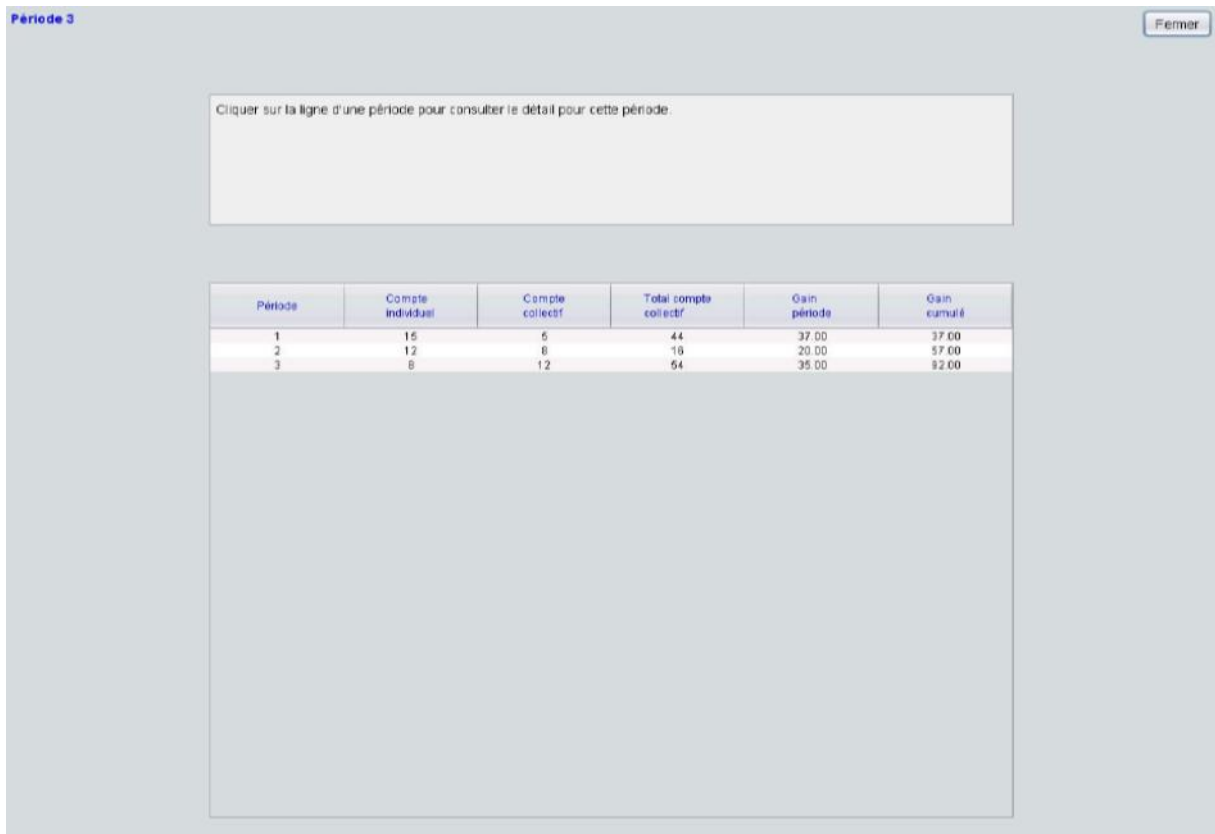 Période 3
Fermer
Cliquer sur la ligne d'une période pour consulter le détail pour cette période.
Période Compte individuel Compte collectif Total compte collectif Gain période Gain cumulé
1 15 5 44 37.00 37.00
2 12 8 16 20.00 57.00
3 8 12 54 35.00 92.00